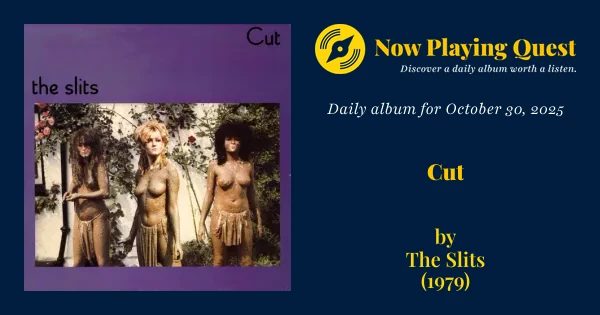 Cut
the slits
Now Playing Quest
Discover a daily album worth a listen.
Daily album for October 30, 2025
Cut
by
The Slits
(1979)